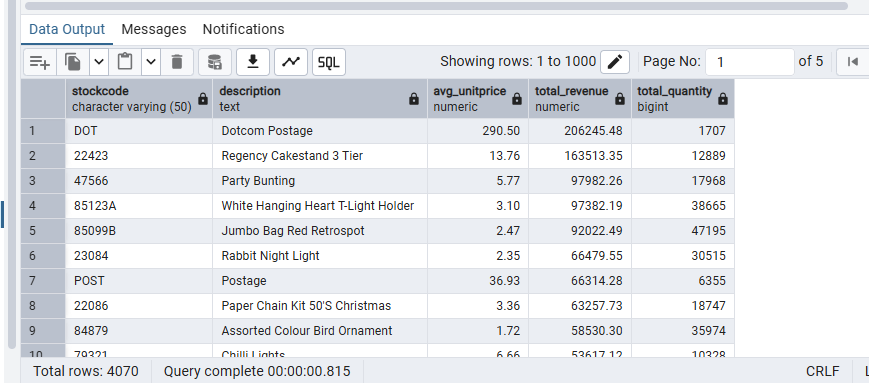 Data Output Messages Notifications
SQL Showing rows: 1 to 1000 Page No: 1 of 5
stockcode description avg_unitprice total_revenue total_quantity
character varying (50) text numeric numeric bigint
1 DOT Dotcom Postage 290.50 206245.48 1707
2 22423 Regency Cakestand 3 Tier 13.76 163513.35 12889
3 47566 Party Bunting 5.77 97982.26 17968
4 85123A White Hanging Heart T-Light Holder 3.10 97382.19 38665
5 85099B Jumbo Bag Red Retrospot 2.47 92022.49 47195
6 23084 Rabbit Night Light 2.35 66479.55 30515
7 POST Postage 36.93 66314.28 6355
8 22086 Paper Chain Kit 50'S Christmas 3.36 63257.73 18747
9 84879 Assorted Colour Bird Ornament 1.72 58530.30 35974
10 79321 Chilli Lights 6.66 53617.12 10328
Total rows: 4070 Query complete 00:00:00.815 CRLF